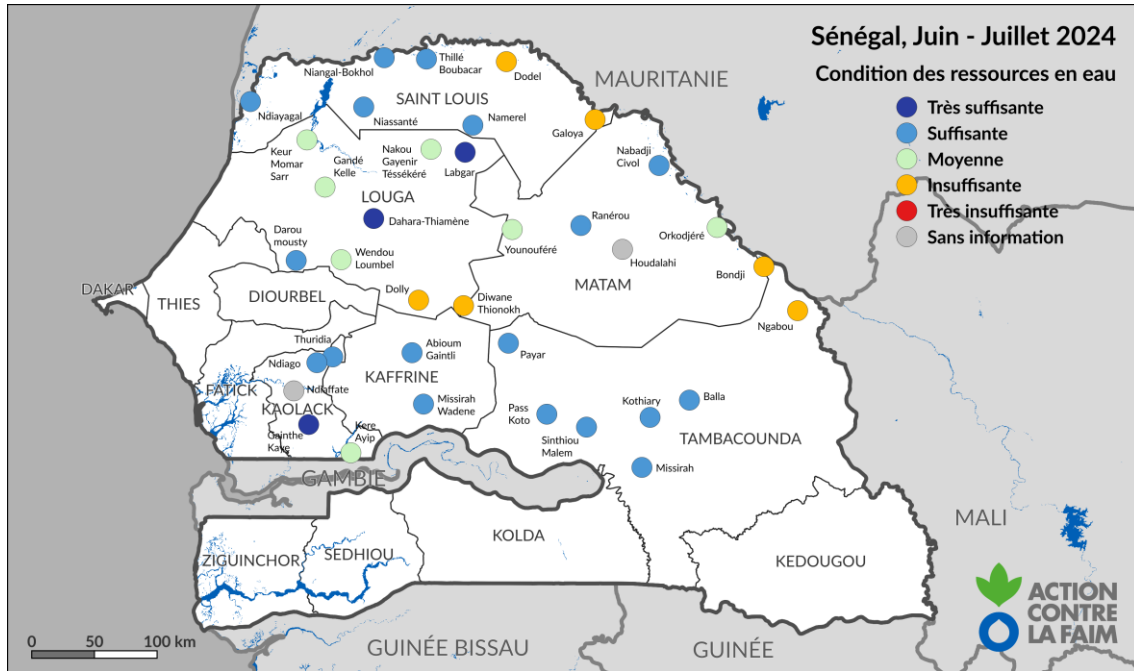 Sénégal, Juin - Juillet 2024
Condition des ressources en eau
Très suffisante
Suffisante
Moyenne
Insuffisante
Très insuffisante
Sans information
MAURITANIE
Niangal-Bokhol
Thillé
Boubacar
Dodel
SAINT LOUIS
Ndiayagal
Niassanté
Namerel
Galoya
Keur
Momar
Sarr
Gandé
Kelle
Nakou
Gayenir
Téssékéré
Labgar
Nabadji
Civol
LOUGA
Dahara-Thiamène
Ranérou
Orkodjéré
Younouféré
Houdalahi
Darou
mousty
Wendou
Loumbel
Bondji
MATAM
DAKAR
THIES
DIOURBEL
Dolly
Diwane
Thionokh
Ngabou
Thuridia
Ndiago
Abioum
Gaintli
Payar
KAFFRINE
FATICK
Ndiaffate
KAOLACK
Missirah
Wadene
Pass
Koto
Kothiary
Balla
Gainthe
Kaye
Kere
Ayip
Sinthiou
Malem
TAMBACOUNDA
Missirah
GAMBIE
MALI
KOLDA
ZIGUINCHOR
SEDHIOU
KEDOUGOU
ACTION
CONTRE
LA FAIM
0 50 100 km
GUINÉE BISSAU
GUINÉE